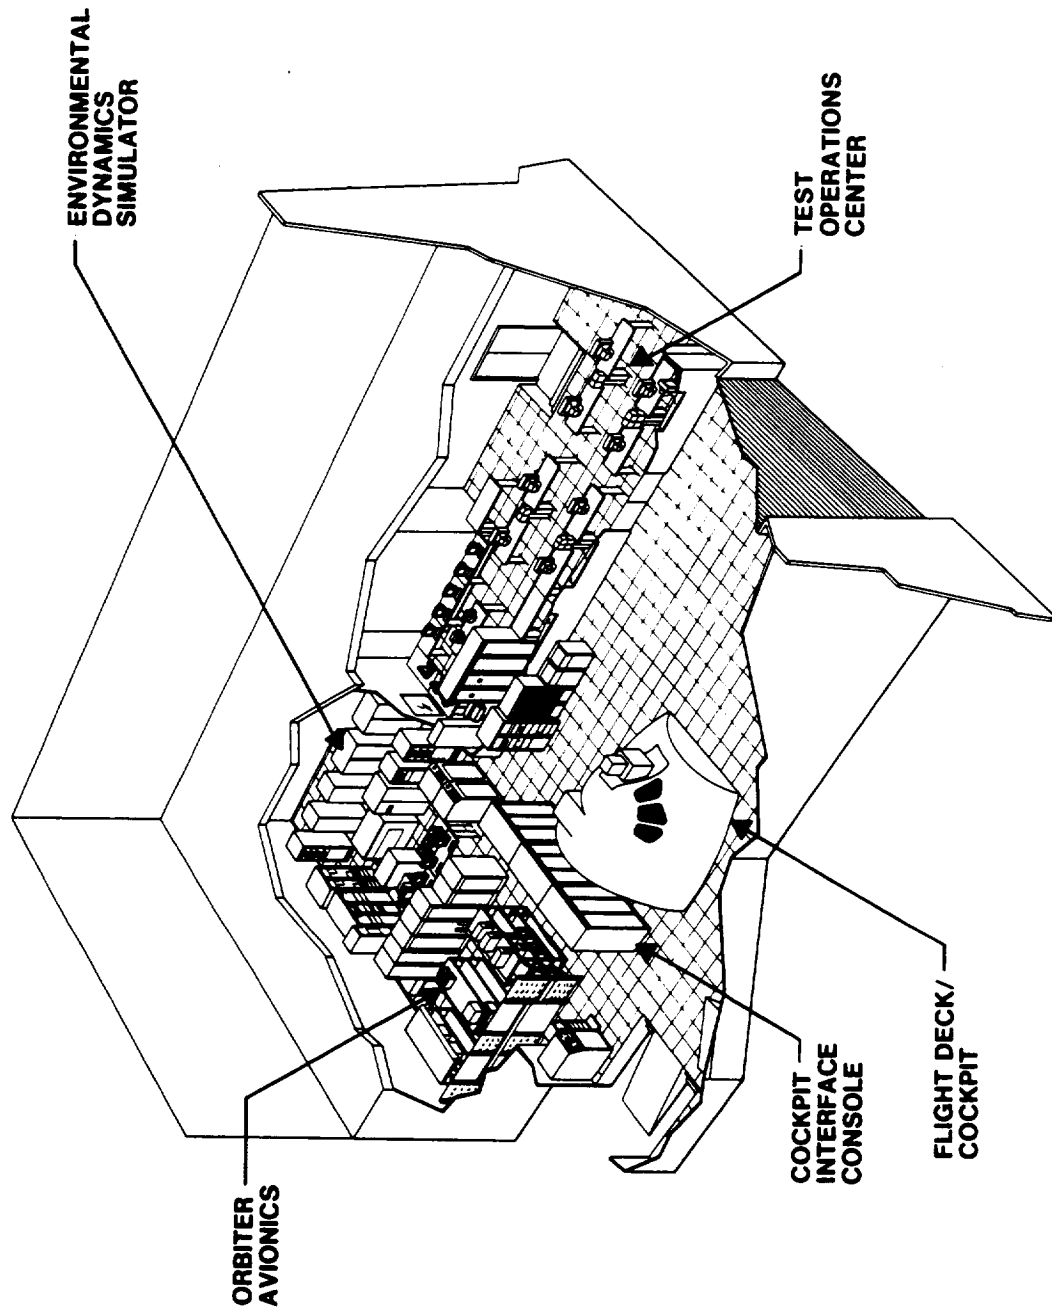 ENVIRONMENTAL
DYNAMICS
SIMULATOR
ORBITER
AVIONICS
TEST
OPERATIONS
CENTER
COCKPIT
INTERFACE
CONSOLE
FLIGHT DECK/
COCKPIT